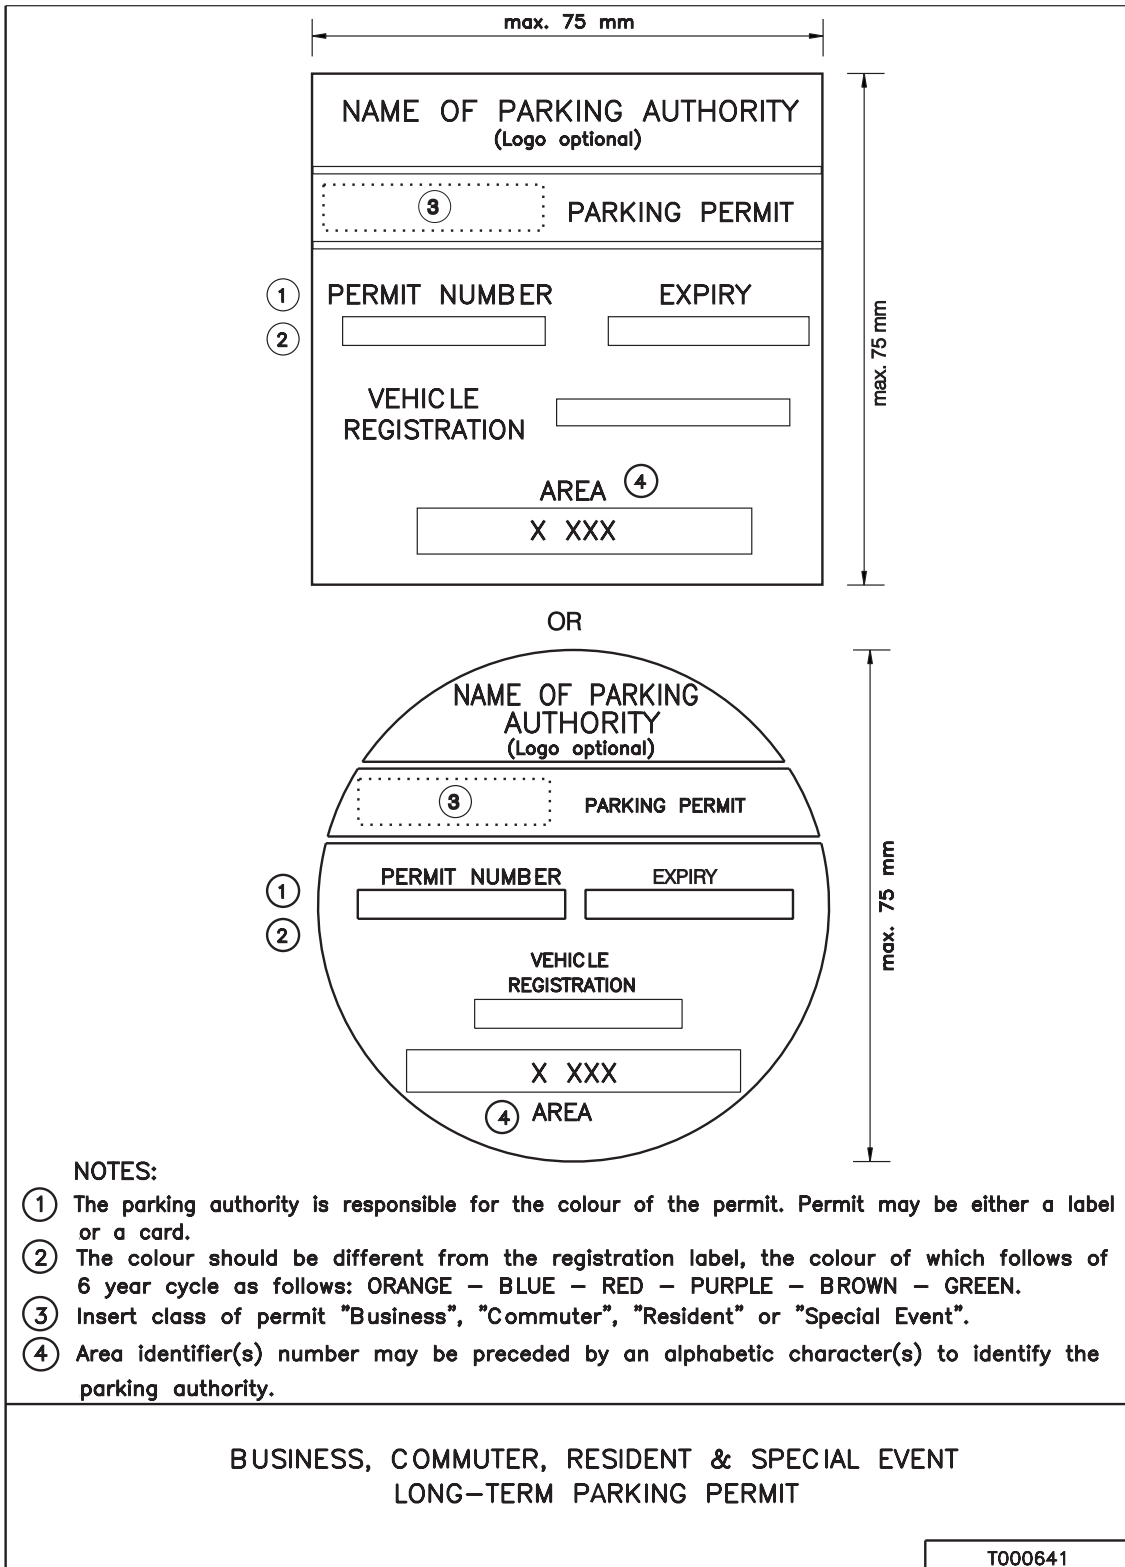 max. 75 mm
NAME OF PARKING AUTHORITY
(Logo optional)
3 PARKING PERMIT
1 PERMIT NUMBER EXPIRY
2
max. 75 mm
VEHICLE
REGISTRATION
AREA 4
X XXX
OR
NAME OF PARKING
AUTHORITY
(Logo optional)
3 PARKING PERMIT
1 PERMIT NUMBER EXPIRY
2
max. 75 mm
VEHICLE
REGISTRATION
X XXX
4 AREA
NOTES:
1 The parking authority is responsible for the colour of the permit. Permit may be either a label
or a card.
2 The colour should be different from the registration label, the colour of which follows of
6 year cycle as follows: ORANGE – BLUE – RED – PURPLE – BROWN – GREEN.
3 Insert class of permit "Business", "Commuter", "Resident" or "Special Event".
4 Area identifier(s) number may be preceded by an alphabetic character(s) to identify the
parking authority.
BUSINESS, COMMUTER, RESIDENT & SPECIAL EVENT
LONG–TERM PARKING PERMIT
T000641